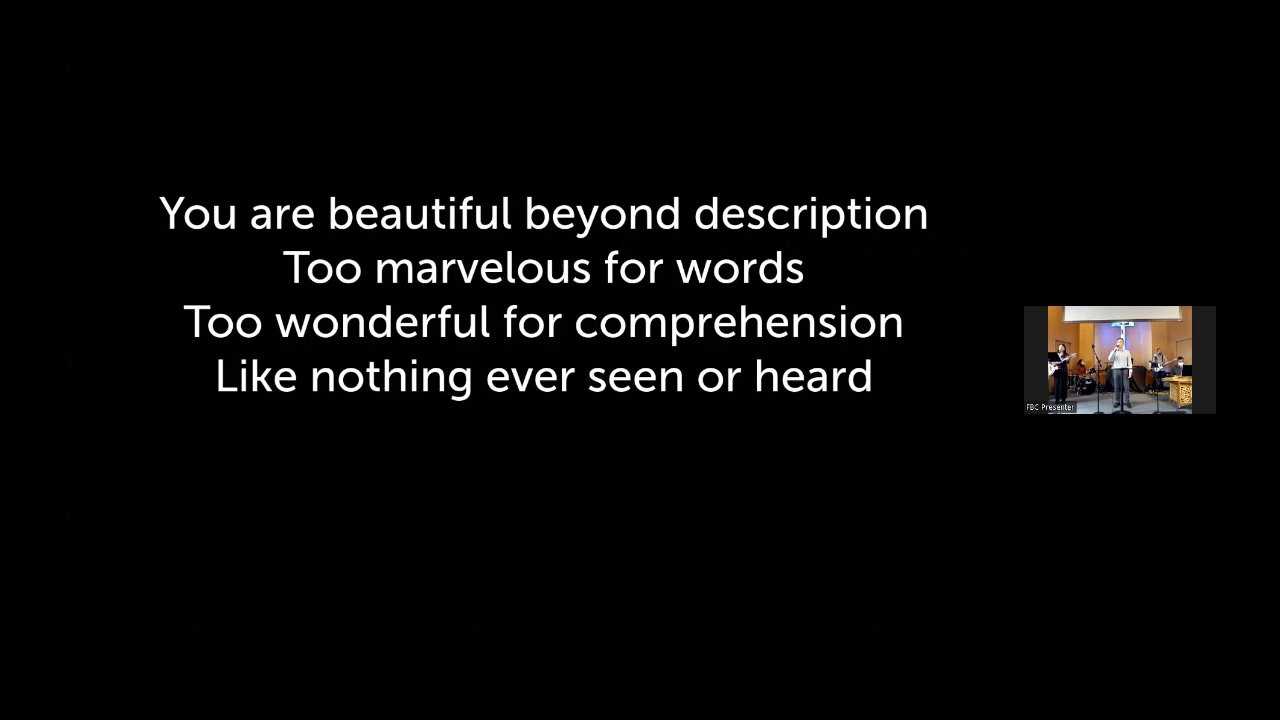 You are beautiful beyond description
Too marvelous for words
Too wonderful for comprehension
Like nothing ever seen or heard
FBC Presenter